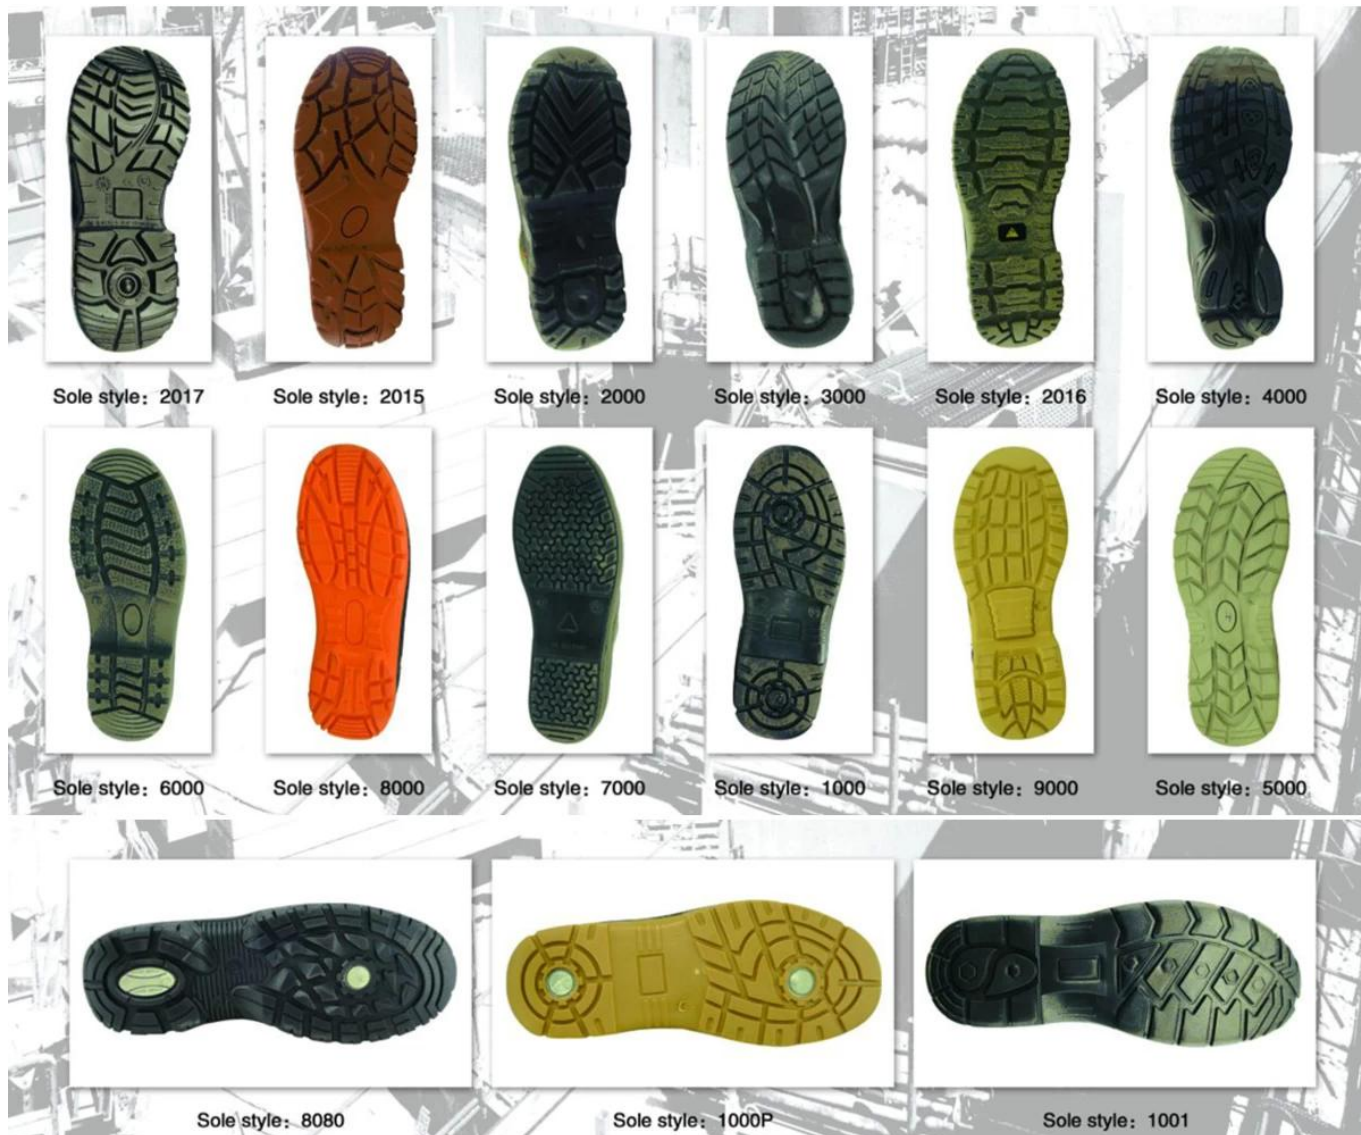 Sole style：2017
Sole style：2015
Sole style：2000
Sole style：3000
Sole style：2016
Sole style：4000
Sole style：6000
Sole style：8000
Sole style：7000
Sole style：1000
Sole style：9000
Sole style：5000
Sole style：8080
Sole style：1000P
Sole style：1001